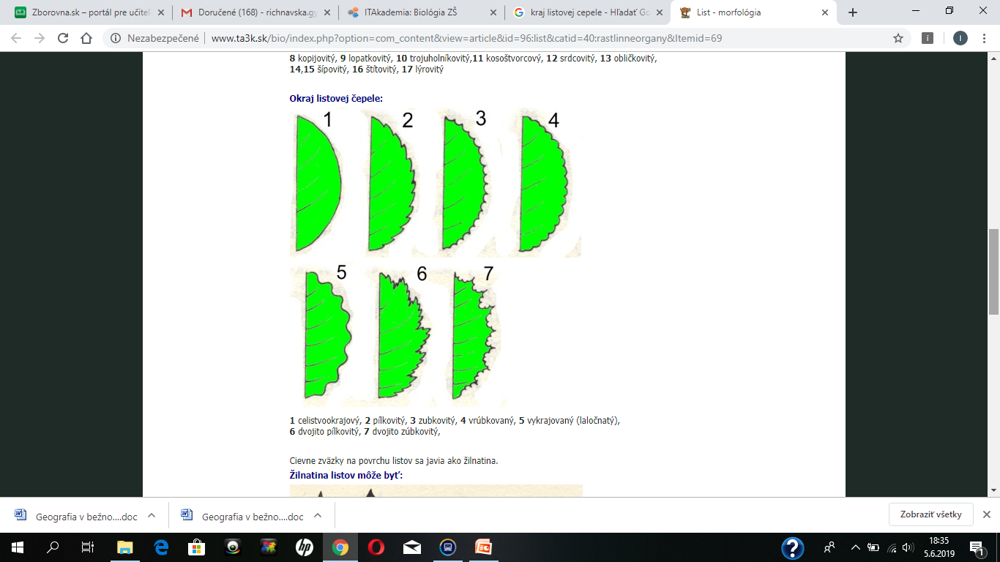 Zborovna.sk – portál pre učiteľ
Doručené (168) - richnavska.gy
ITAkademia: Biológia ZŠ
kraj listovej cepele - Hľadať Go
List - morfológia
Nezabezpečené
www.ta3k.sk/bio/index.php?option=com_content&view=article&id=96:list&catid=40:rastlinneorgany&Itemid=69
I
8 kopijovitý, 9 lopatkovitý, 10 trojuholníkovitý,11 kosoštvorcový, 12 srdcovitý, 13 obličkovitý,
14,15 šípovitý, 16 štítovitý, 17 lýrovitý
Okraj listovej čepele:
1 2 3 4
5 6 7
1 celistvookrajový, 2 pílkovitý, 3 zubkovitý, 4 vrúbkovaný, 5 vykrajovaný (laločnatý),
6 dvojito pílkovitý, 7 dvojito zúbkovitý,
Cievne zväzky na povrchu listov sa javia ako žilnatina.
Žilnatina listov môže byť:
Geografia v bežno....doc
Geografia v bežno....doc
Zobraziť všetky
hp
18:35
5.6.2019
1